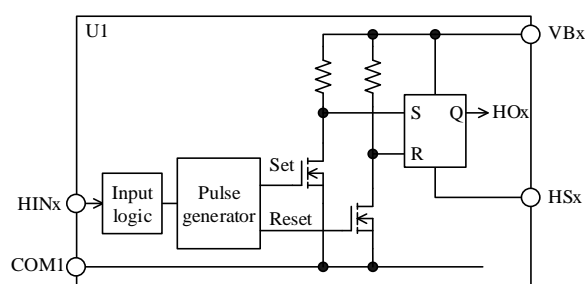 U1
VBx
S Q
HOx
R
Set
HINx
Input
logic
Pulse
generator
HSx
Reset
COM1